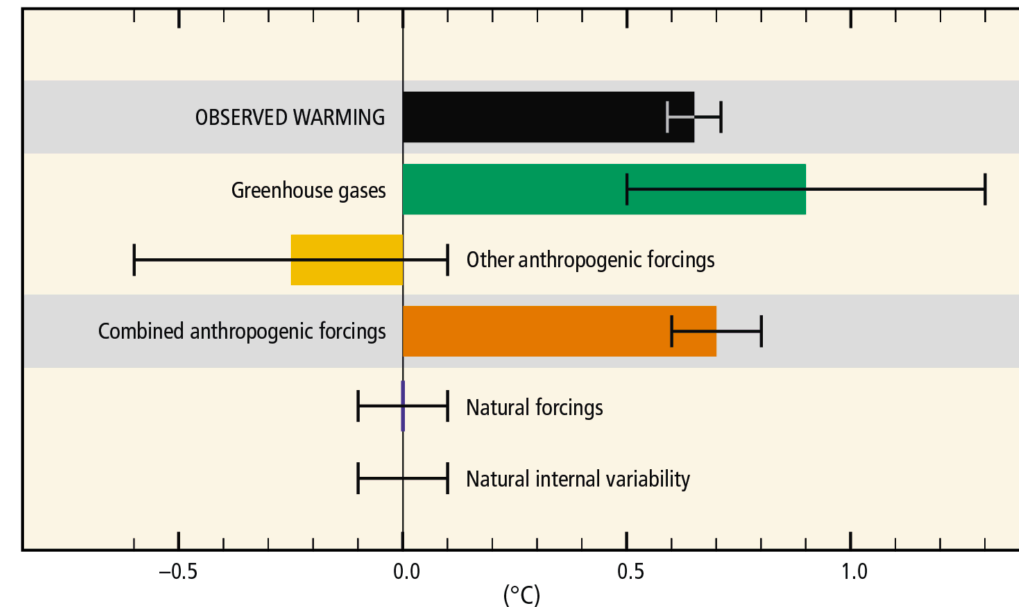 OBSERVED WARMING
Greenhouse gases
Other anthropogenic forcings
Combined anthropogenic forcings
Natural forcings
Natural internal variability
–0.5 0.0 0.5 1.0
(°C)